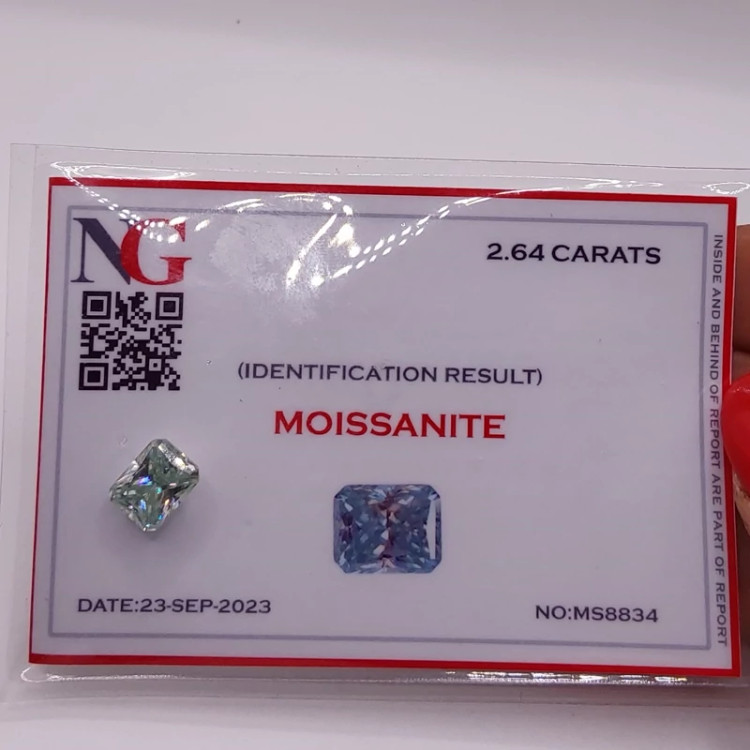 NG
2.64 CARATS
(IDENTIFICATION RESULT)
MOISSANITE
DATE:23-SEP-2023
NO:MS8834
INSIDE AND BEHIND OF REPORT ARE PART OF REPORT